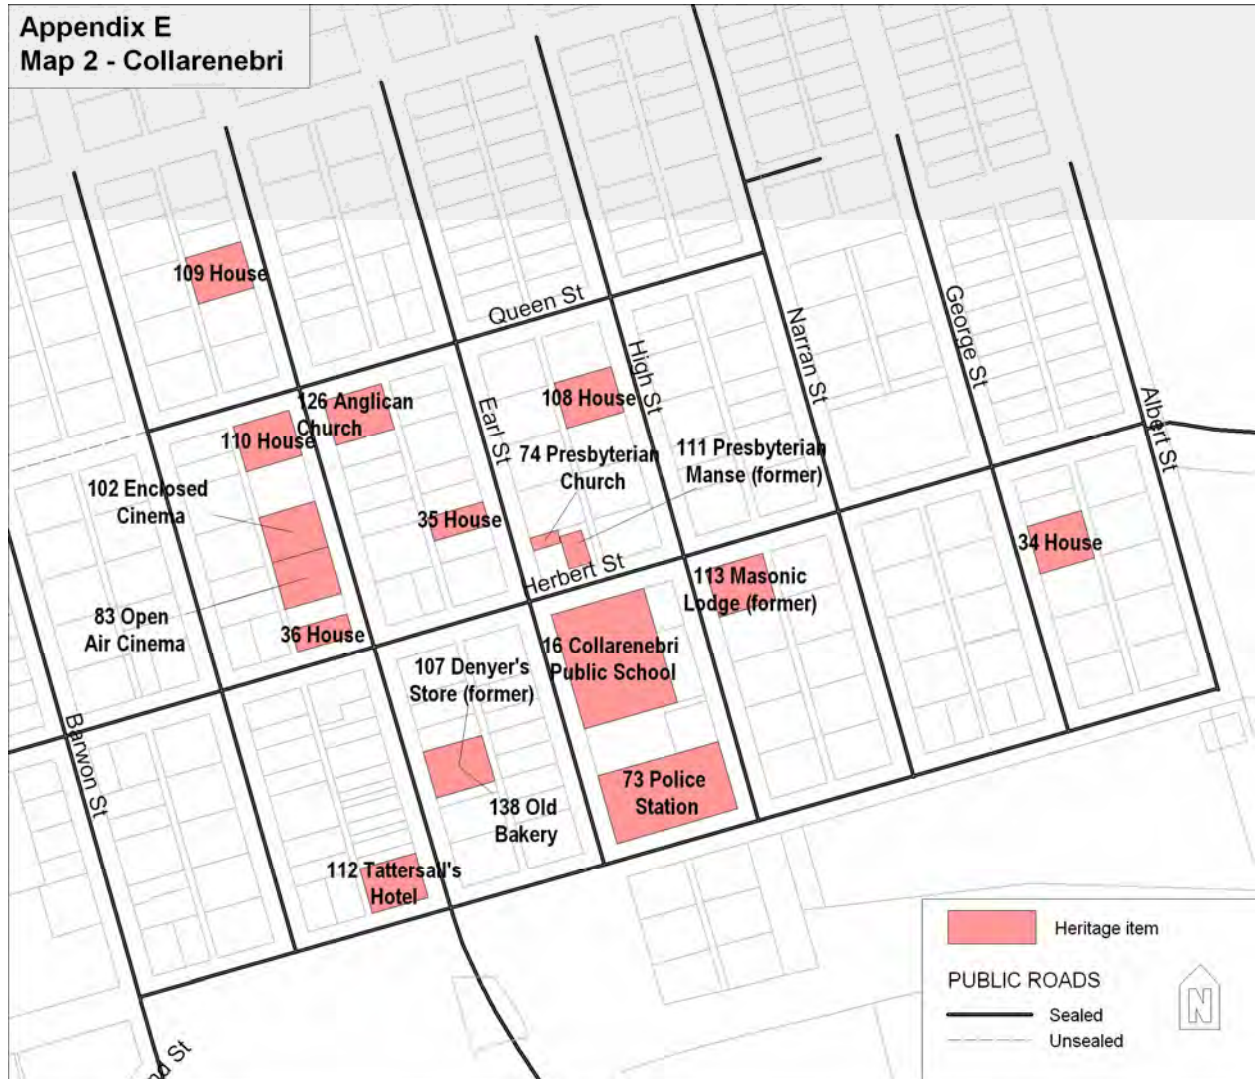 Appendix E
Map 2 - Collarenebri
109 House
Queen St
126 Anglican
Church
110 House
108 House
High St
Narran St
George St
Albert St
Earl St
74 Presbyterian
Church
111 Presbyterian
Manse (former)
102 Enclosed
Cinema
35 House
34 House
Herbert St
113 Masonic
Lodge (former)
83 Open
Air Cinema
36 House
16 Collarenebri
Public School
107 Denyer's
Store (former)
Barwon St
73 Police
Station
138 Old
Bakery
112 Tattersall's
Hotel
Heritage item
PUBLIC ROADS
Sealed
Unsealed
N
St